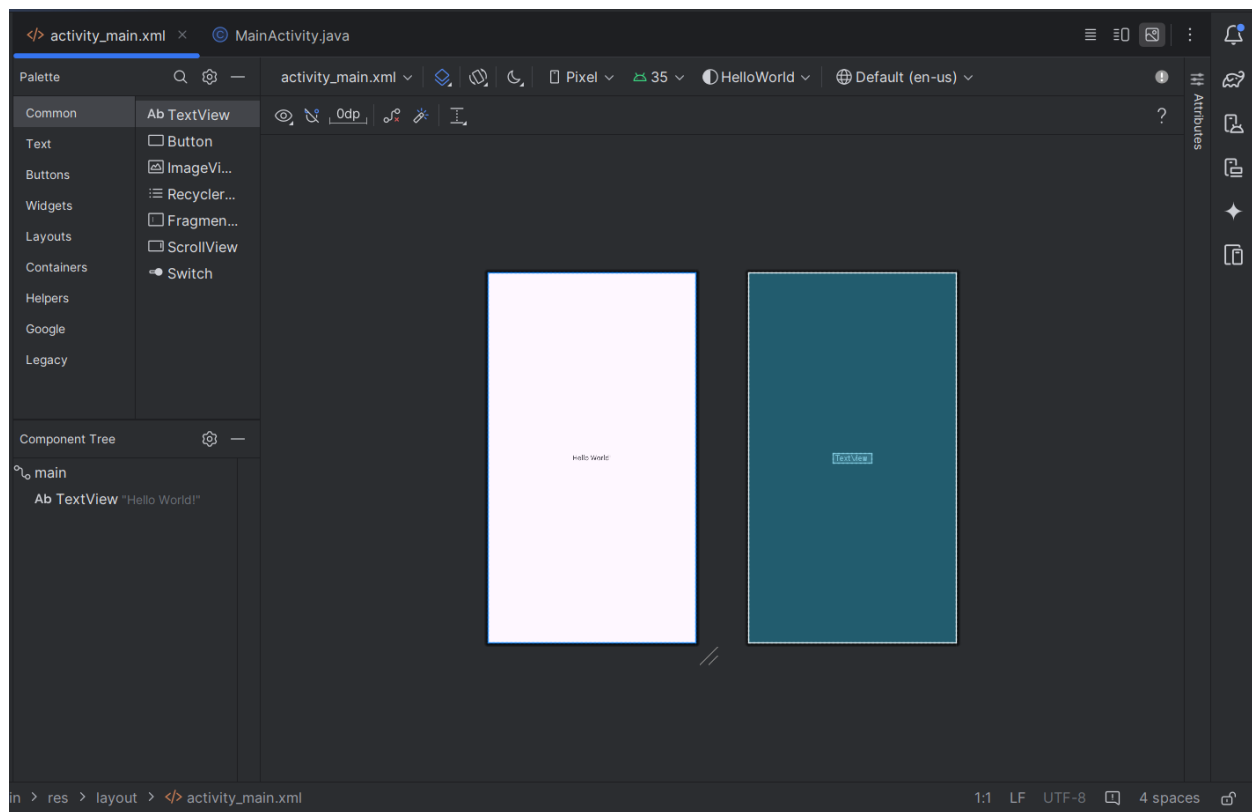 activity_main.xml
MainActivity.java
Palette
activity_main.xml
Pixel
35
HelloWorld
Default (en-us)
Common
Text
Buttons
Widgets
Layouts
Containers
Helpers
Google
Legacy
Ab TextView
Button
ImageVi...
Recycler...
Fragmen...
ScrollView
Switch
0dp
?
Attributes
Hello World!
TextView
Component Tree
main
Ab TextView "Hello World!"
in > res > layout > activity_main.xml
1:1 LF UTF-8 4 spaces